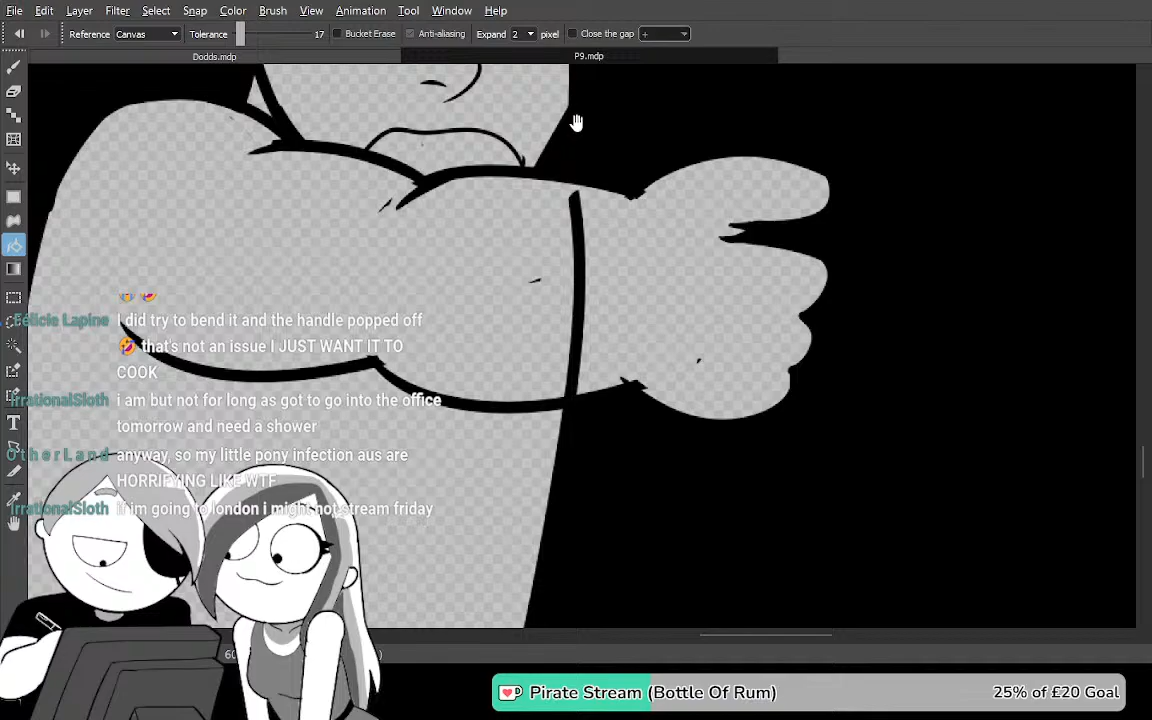 File Edit Layer Filter Select Snap Color Brush View Animation Tool Window Help
Reference Canvas Tolerance 17 Bucket Erase Anti-aliasing Expand 2 pixel Close the gap +
Dodds.mdp P9.mdp
Felicie Lapine I did try to bend it and the handle popped off
🤣 that's not an issue I JUST WANT IT TO
COOK
IrrationalSloth i am but not for long as got to go into the office
tomorrow and need a shower
O t h e r L a n d anyway, so my little pony infection aus are
HORRIFYING LIKE WTF
IrrationalSloth if im going to london i might not stream friday
Pirate Stream (Bottle Of Rum) 25% of £20 Goal